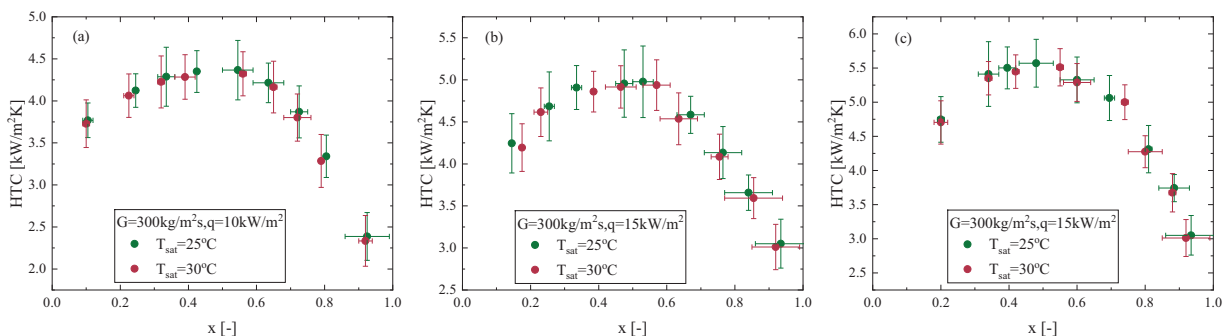 (a)
HTC [kW/m²K]
5.0
4.5
4.0
3.5
3.0
2.5
2.0
G=300kg/m²s,q=10kW/m²
T_sat=25°C
T_sat=30°C
0.0 0.2 0.4 0.6 0.8 1.0
x [-]
(b)
HTC [kW/m²K]
6.0
5.5
5.0
4.5
4.0
3.5
3.0
2.5
G=300kg/m²s,q=15kW/m²
T_sat=25°C
T_sat=30°C
0.0 0.2 0.4 0.6 0.8 1.0
x [-]
(c)
HTC [kW/m²K]
6.0
5.5
5.0
4.5
4.0
3.5
3.0
2.5
G=300kg/m²s,q=15kW/m²
T_sat=25°C
T_sat=30°C
0.0 0.2 0.4 0.6 0.8 1.0
x [-]